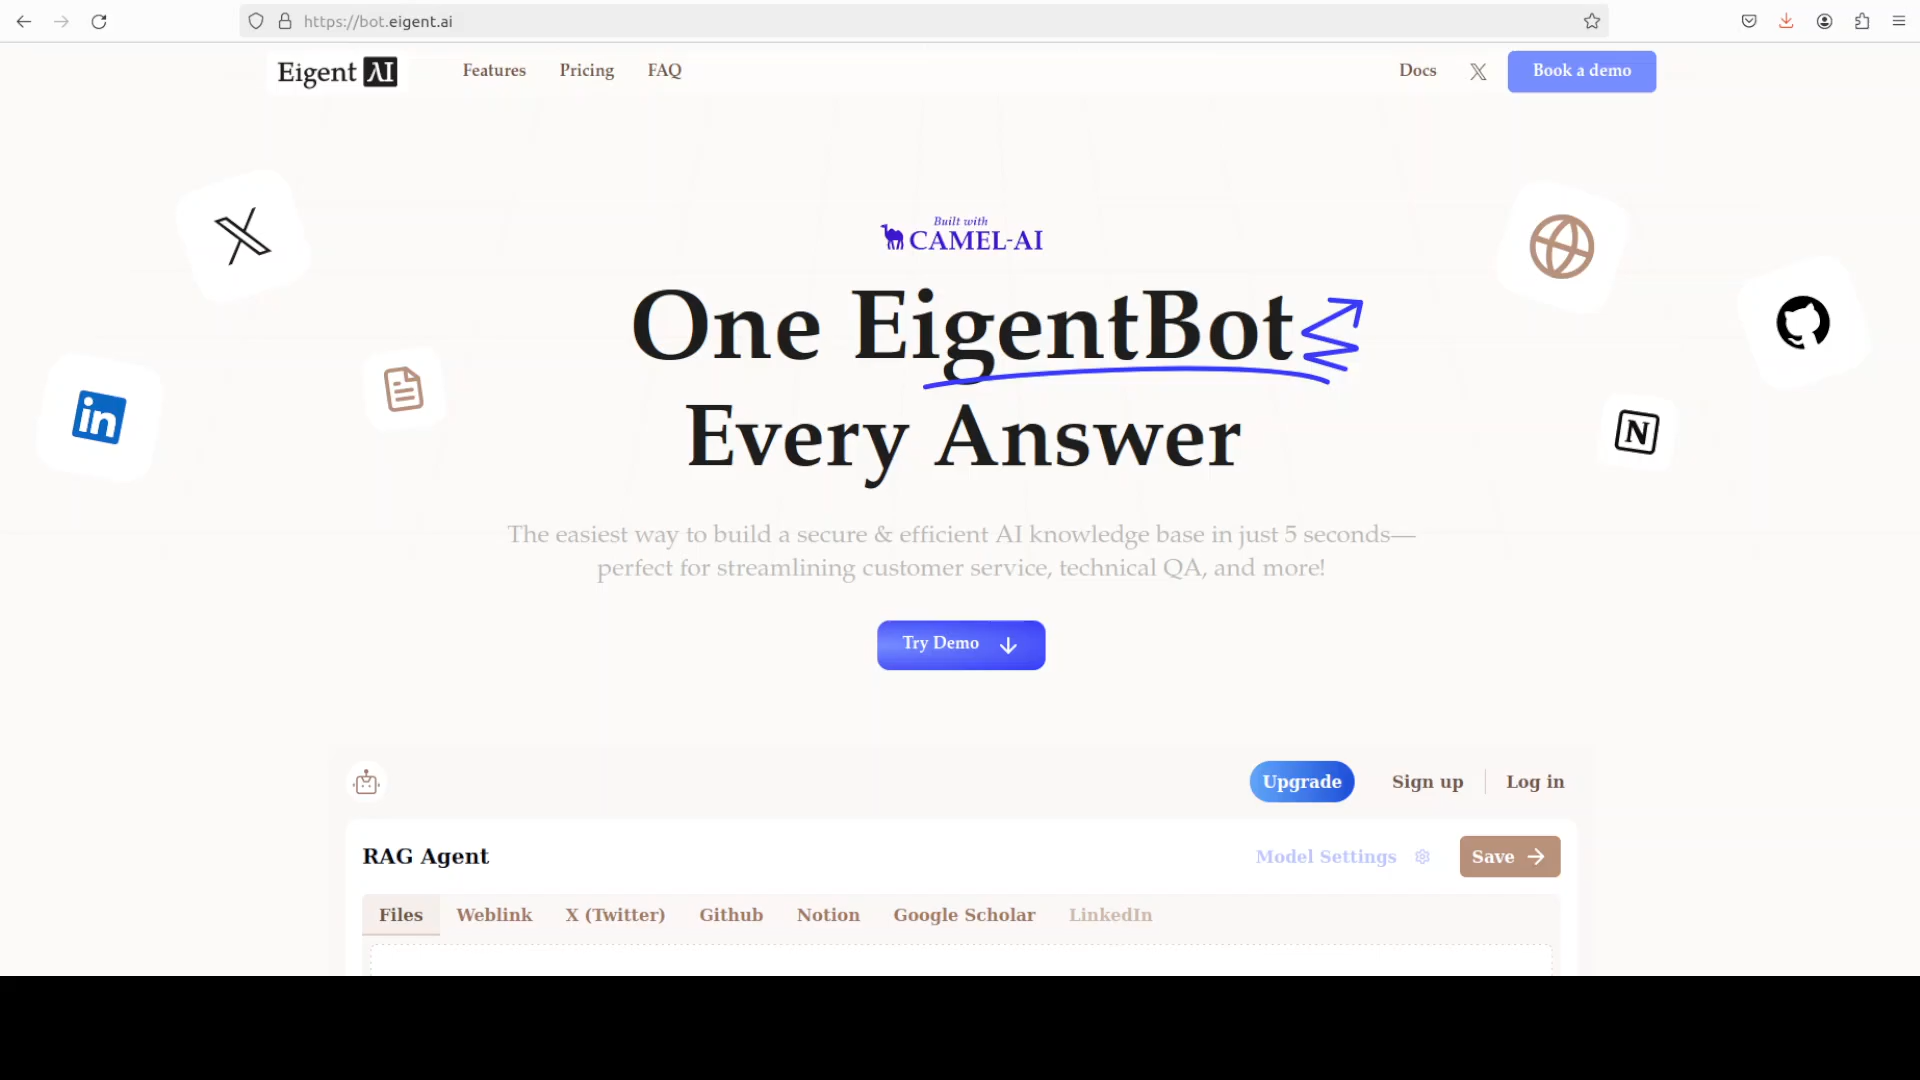 https://bot.eigent.ai
Eigent AI
Features
Pricing
FAQ
Docs
Book a demo
Built with
CAMEL-AI
One EigentBot
Every Answer
The easiest way to build a secure & efficient AI knowledge base in just 5 seconds—
perfect for streamlining customer service, technical QA, and more!
Try Demo
Upgrade
Sign up
Log in
RAG Agent
Model Settings
Save
Files
Weblink
X (Twitter)
Github
Notion
Google Scholar
LinkedIn